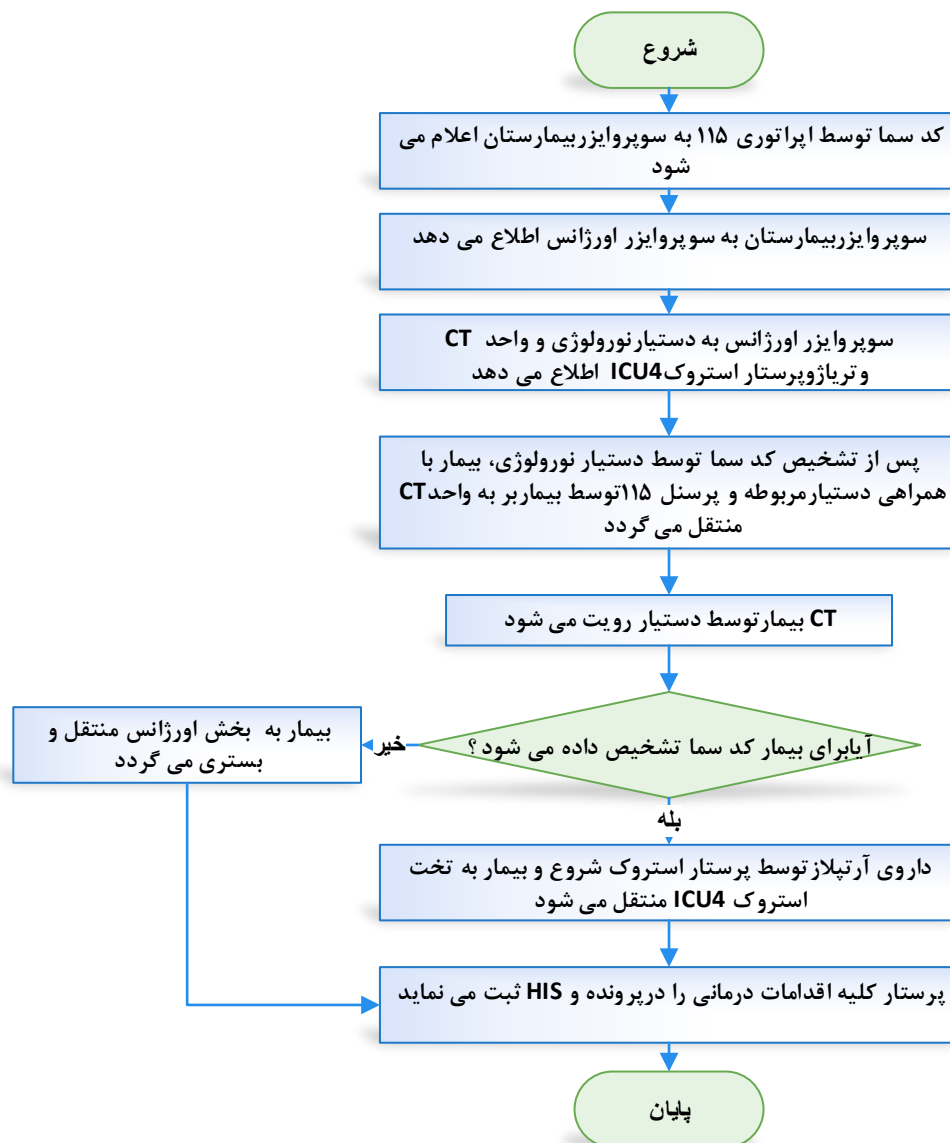 شروع
کد سما توسط اپراتوری ۱۱۵ به سوپروایزربیمارستان اعلام می
شود
سوپروایزربیمارستان به سوپروایزر اورژانس اطلاع می دهد
سوپروایزر اورژانس به دستیارنورولوژی و واحد CT
وتریاژوپرستار استروکICU4 اطلاع می دهد
پس از تشخیص کد سما توسط دستیار نورولوژی، بیمار با
همراهی دستیارمربوطه و پرسنل ۱۱۵توسط بیماربر به واحدCT
منتقل می گردد
CT بیمارتوسط دستیار رویت می شود
آیابرای بیمار کد سما تشخیص داده می شود ؟
خیر
بیمار به بخش اورژانس منتقل و
بستری می گردد
بله
داروی آرتپلازتوسط پرستار استروک شروع و بیمار به تخت
استروک ICU4 منتقل می شود
پرستار کلیه اقدامات درمانی را درپرونده و HIS ثبت می نماید
پایان